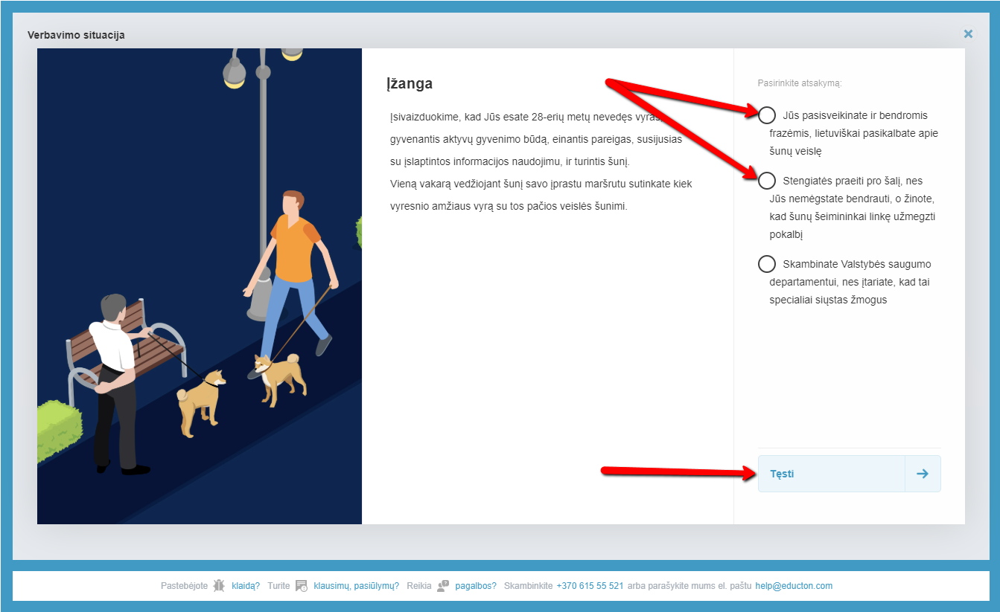 Verbavimo situacija
Įžanga
Įsivaizduokime, kad Jūs esate 28-erių metų nevedęs vyras,
gyvenantis aktyvų gyvenimo būdą, einantis pareigas, susijusias
su įslaptintos informacijos naudojimu, ir turintis šunį.
Vieną vakarą vedžiojant šunį savo įprastu maršrutu sutinkate kiek
vyresnio amžiaus vyrą su tos pačios veislės šunimi.
Pasirinkite atsakymą:
Jūs pasisveikinate ir bendromis
frazėmis, lietuviškai pasikalbate apie
šunų veislę
Stengiatės praeiti pro šalį, nes
Jūs nemėgstate bendrauti, o žinote,
kad šunų šeimininkai linkę užmegzti
pokalbį
Skambinate Valstybės saugumo
departamentui, nes įtariate, kad tai
specialiai siųstas žmogus
Tęsti
Pastebėjote klaidą? Turite klausimų, pasiūlymų? Reikia pagalbos? Skambinkite +370 615 55 521 arba parašykite mums el. paštu help@educton.com